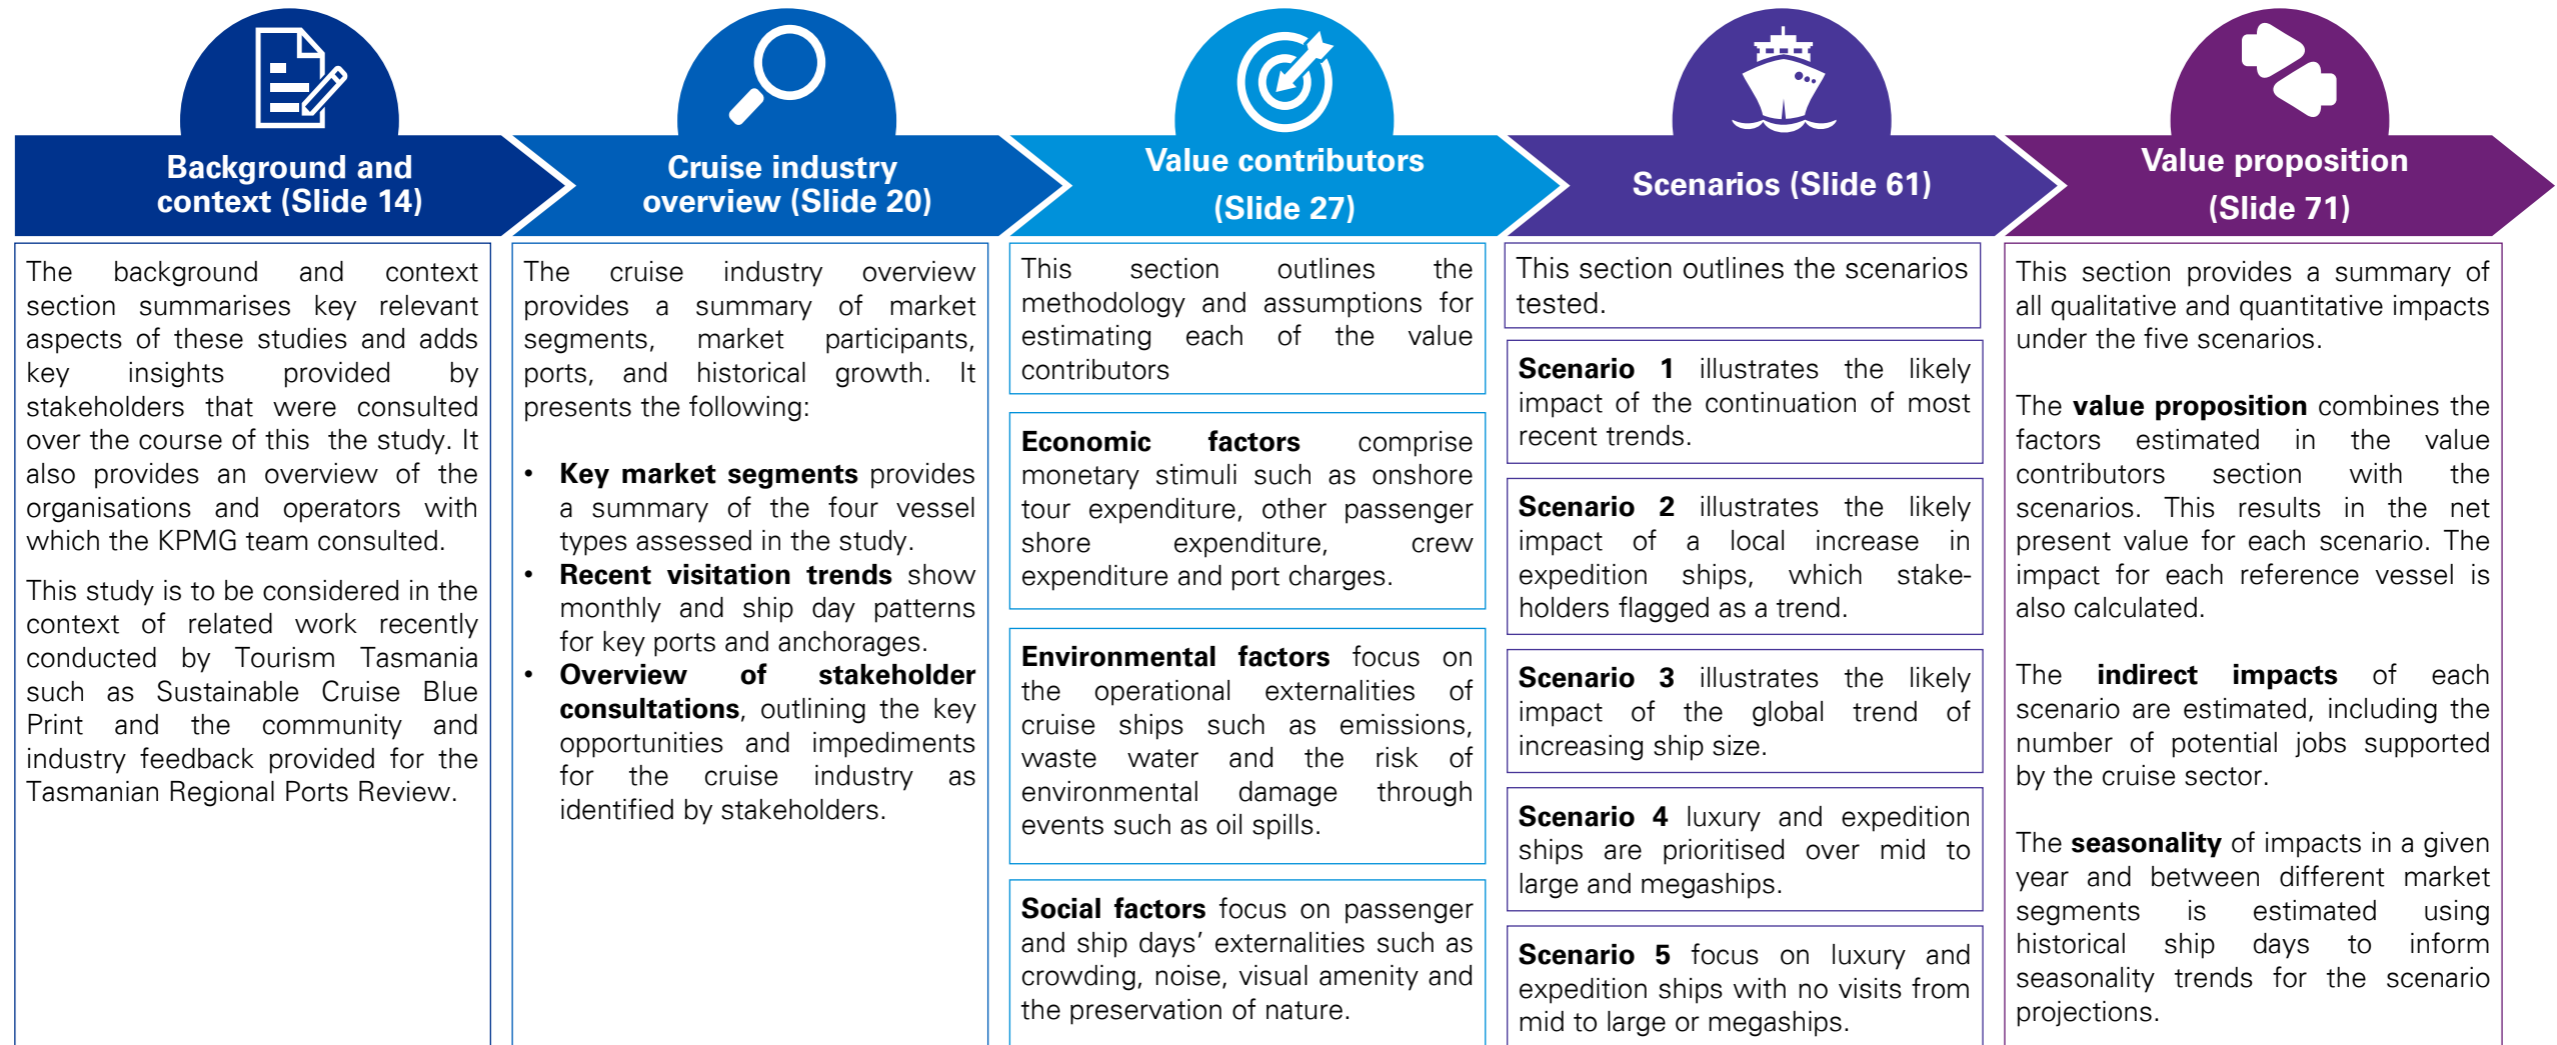 Background and
context (Slide 14)
The background and context
section summarises key relevant
aspects of these studies and adds
key insights provided by
stakeholders that were consulted
over the course of this the study. It
also provides an overview of the
organisations and operators with
which the KPMG team consulted.
This study is to be considered in the
context of related work recently
conducted by Tourism Tasmania
such as Sustainable Cruise Blue
Print and the community and
industry feedback provided for the
Tasmanian Regional Ports Review.
Cruise industry
overview (Slide 20)
The cruise industry overview
provides a summary of market
segments, market participants,
ports, and historical growth. It
presents the following:
• Key market segments provides
a summary of the four vessel
types assessed in the study.
• Recent visitation trends show
monthly and ship day patterns
for key ports and anchorages.
• Overview of stakeholder
consultations, outlining the key
opportunities and impediments
for the cruise industry as
identified by stakeholders.
Value contributors
(Slide 27)
This section outlines the
methodology and assumptions for
estimating each of the value
contributors
Economic factors comprise
monetary stimuli such as onshore
tour expenditure, other passenger
shore expenditure, crew
expenditure and port charges.
Environmental factors focus on
the operational externalities of
cruise ships such as emissions,
waste water and the risk of
environmental damage through
events such as oil spills.
Social factors focus on passenger
and ship days’ externalities such as
crowding, noise, visual amenity and
the preservation of nature.
Scenarios (Slide 61)
This section outlines the scenarios
tested.
Scenario 1 illustrates the likely
impact of the continuation of most
recent trends.
Scenario 2 illustrates the likely
impact of a local increase in
expedition ships, which stake-
holders flagged as a trend.
Scenario 3 illustrates the likely
impact of the global trend of
increasing ship size.
Scenario 4 luxury and expedition
ships are prioritised over mid to
large and megaships.
Scenario 5 focus on luxury and
expedition ships with no visits from
mid to large or megaships.
Value proposition
(Slide 71)
This section provides a summary of
all qualitative and quantitative impacts
under the five scenarios.
The value proposition combines the
factors estimated in the value
contributors section with the
scenarios. This results in the net
present value for each scenario. The
impact for each reference vessel is
also calculated.
The indirect impacts of each
scenario are estimated, including the
number of potential jobs supported
by the cruise sector.
The seasonality of impacts in a given
year and between different market
segments is estimated using
historical ship days to inform
seasonality trends for the scenario
projections.